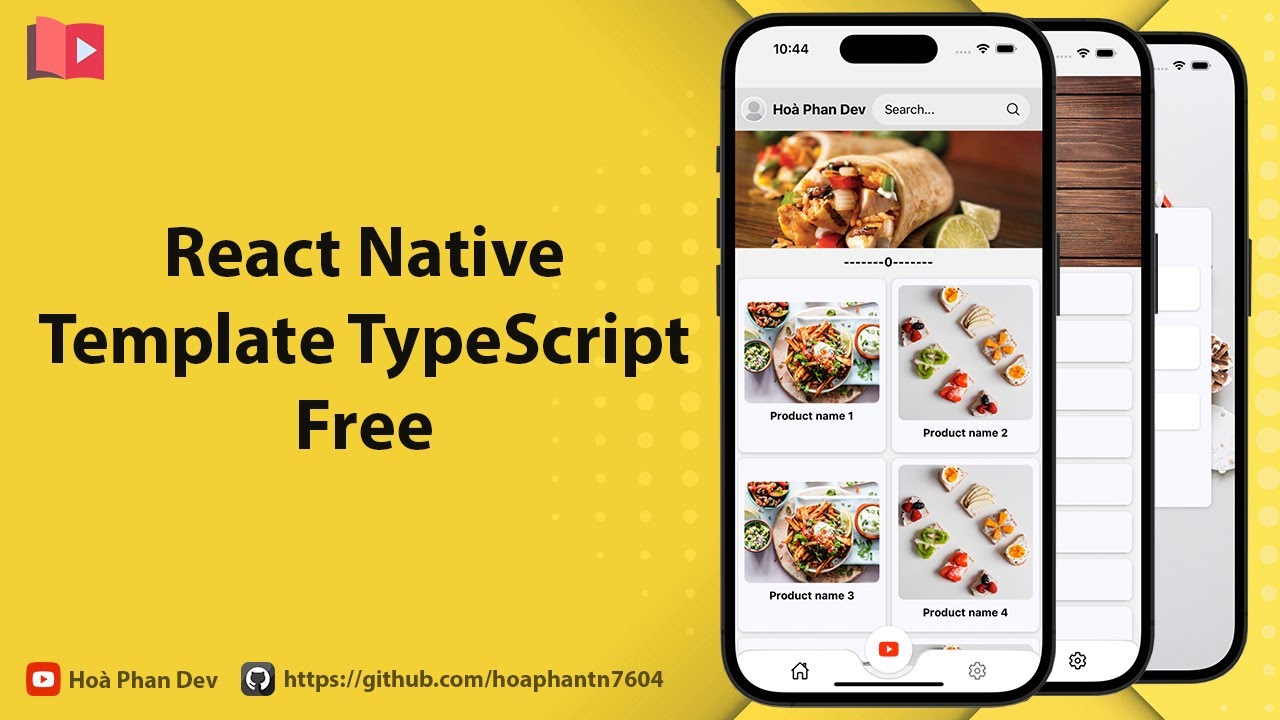 React Native
Template TypeScript
Free
Hoà Phan Dev
https://github.com/hoaphantn7604
10:44
Hoà Phan Dev
Search...
-------0-------
Product name 1
Product name 2
Product name 3
Product name 4